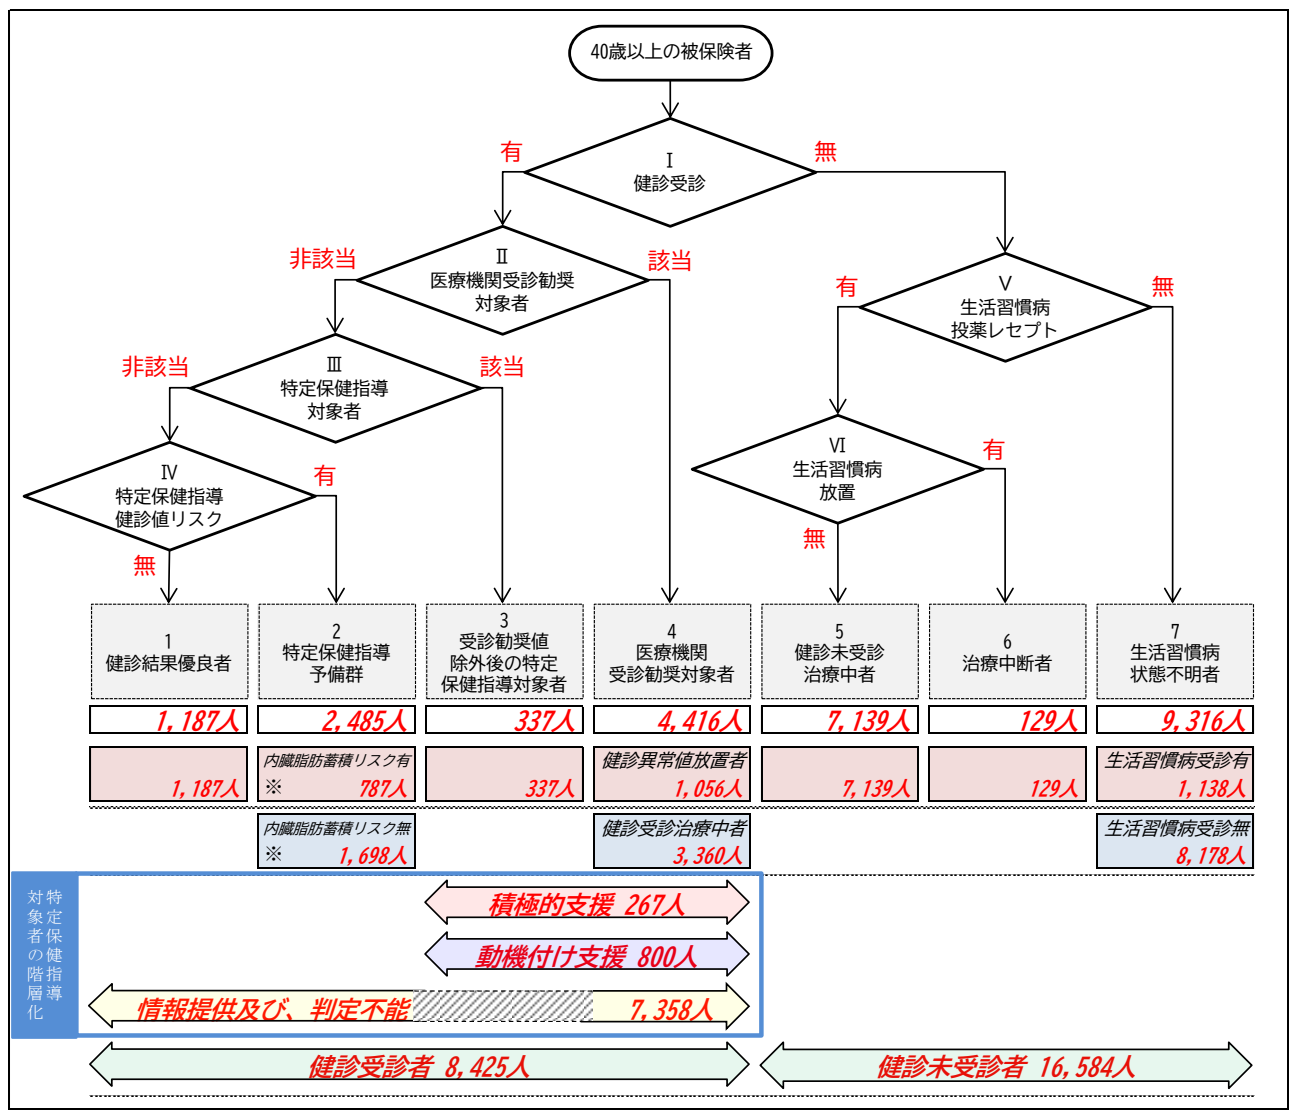 40歳以上の被保険者
Ⅰ
健診受診
有
無
Ⅱ
医療機関受診勧奨
対象者
非該当
該当
Ⅴ
生活習慣病
投薬レセプト
有
無
Ⅲ
特定保健指導
対象者
非該当
該当
Ⅵ
生活習慣病
放置
有
無
Ⅳ
特定保健指導
健診値リスク
有
無
1
健診結果優良者
2
特定保健指導
予備群
3
受診勧奨値
除外後の特定
保健指導対象者
4
医療機関
受診勧奨対象者
5
健診未受診
治療中者
6
治療中断者
7
生活習慣病
状態不明者
1,187人
2,485人
337人
4,416人
7,139人
129人
9,316人
1,187人
内臓脂肪蓄積リスク有
※ 787人
337人
健診異常値放置者
1,056人
7,139人
129人
生活習慣病受診有
1,138人
内臓脂肪蓄積リスク無
※ 1,698人
健診受診治療中者
3,360人
生活習慣病受診無
8,178人
特定保健指導
対象者の階層化
積極的支援 267人
動機付け支援 800人
情報提供及び、判定不能 7,358人
健診受診者 8,425人
健診未受診者 16,584人